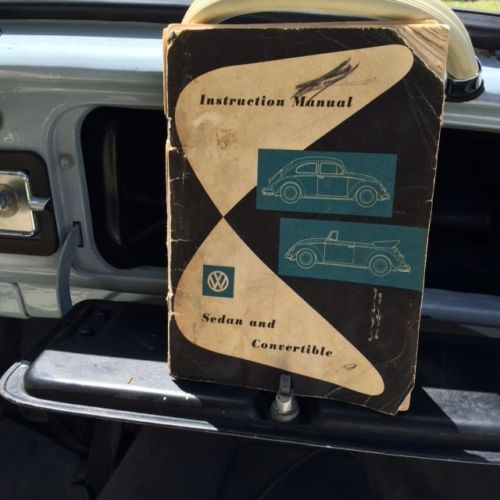 Instruction Manual
VW
Sedan and
Convertible